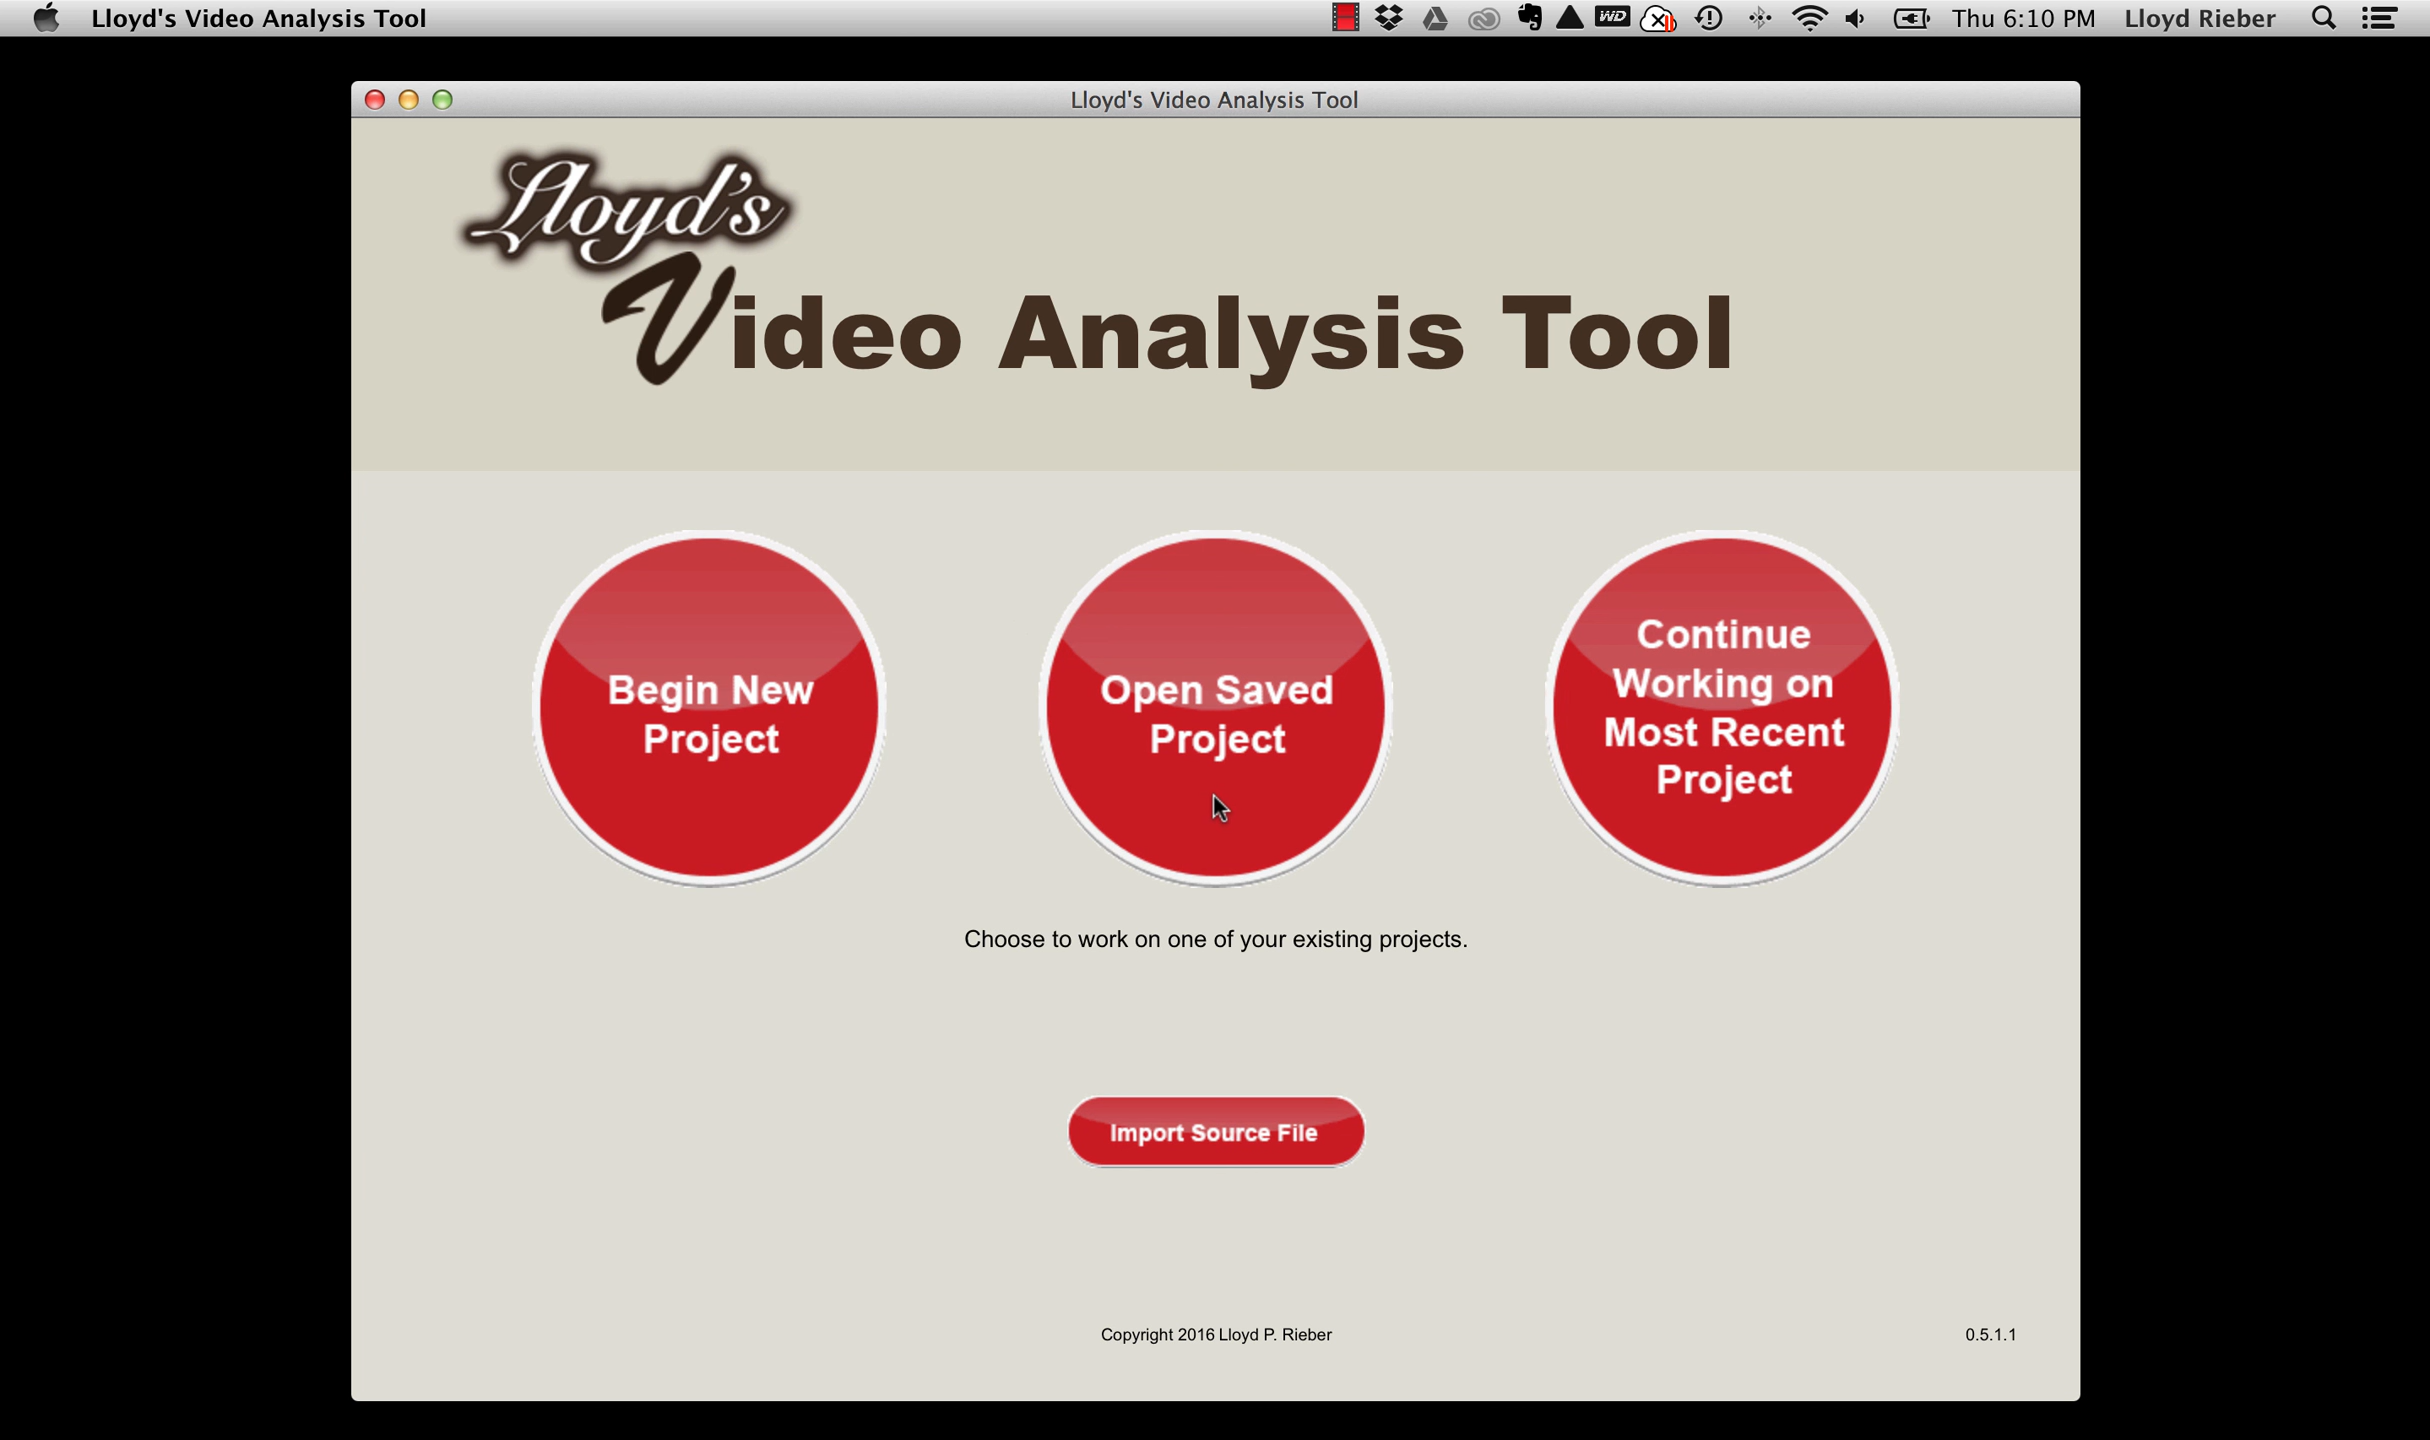 Lloyd's Video Analysis Tool
WD
Thu 6:10 PM
Lloyd Rieber
Lloyd's Video Analysis Tool
Lloyd's
Video Analysis Tool
Begin New
Project
Open Saved
Project
Continue
Working on
Most Recent
Project
Choose to work on one of your existing projects.
Import Source File
Copyright 2016 Lloyd P. Rieber
0.5.1.1